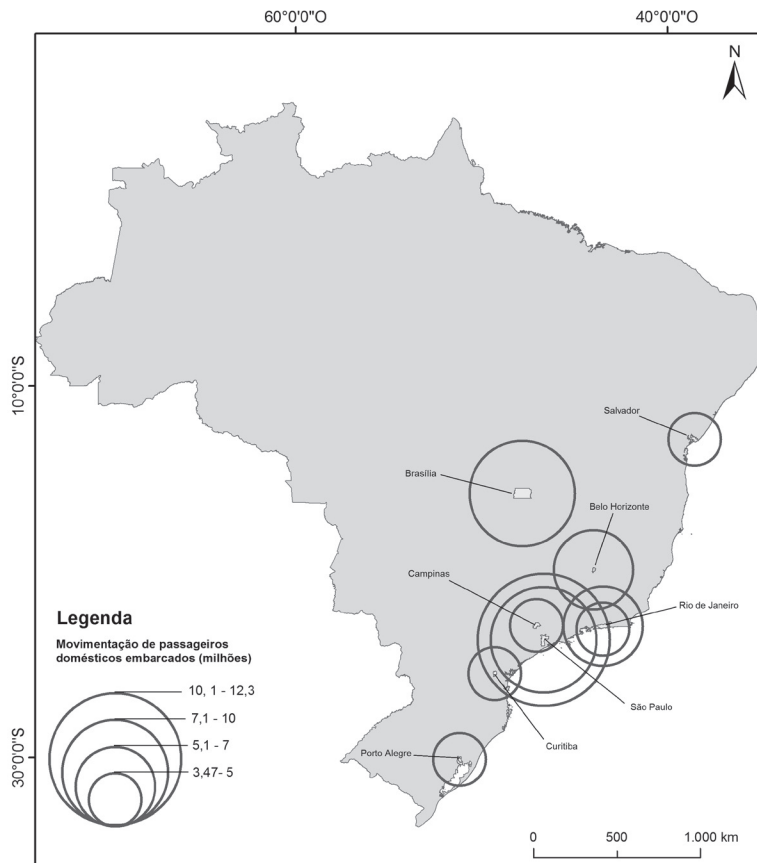 60°0'0"O 40°0'0"O
N
10°0'0"S
Salvador
Brasília
Belo Horizonte
Campinas
Rio de Janeiro
Legenda
Movimentação de passageiros
domésticos embarcados (milhões)
10, 1 - 12,3
São Paulo
7,1 - 10
Curitiba
5,1 - 7
Porto Alegre
3,47- 5
30°0'0"S
0 500 1.000 km